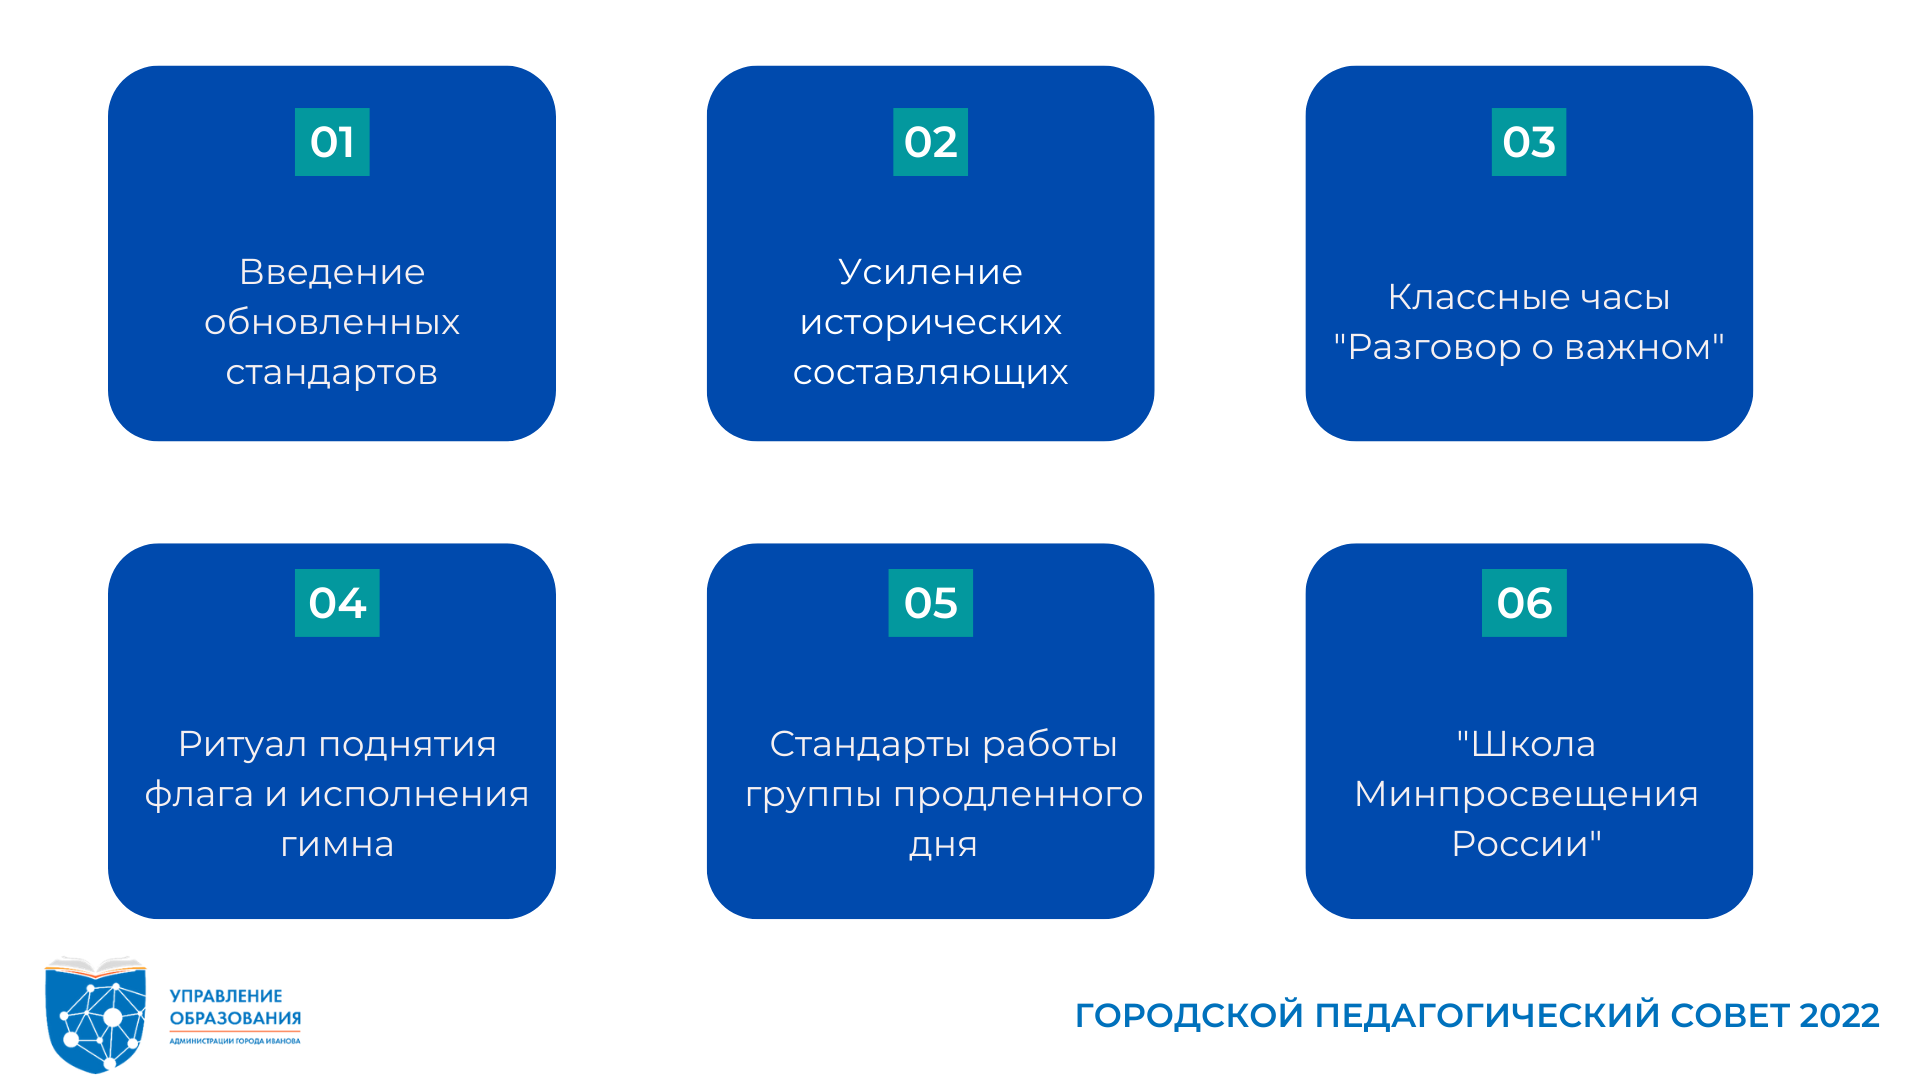 01
Введение
обновленных
стандартов
02
Усиление
исторических
составляющих
03
Классные часы
"Разговор о важном"
04
Ритуал поднятия
флага и исполнения
гимна
05
Стандарты работы
группы продленного
дня
06
"Школа
Минпросвещения
России"
УПРАВЛЕНИЕ
ОБРАЗОВАНИЯ
АДМИНИСТРАЦИИ ГОРОДА ИВАНОВА
ГОРОДСКОЙ ПЕДАГОГИЧЕСКИЙ СОВЕТ 2022